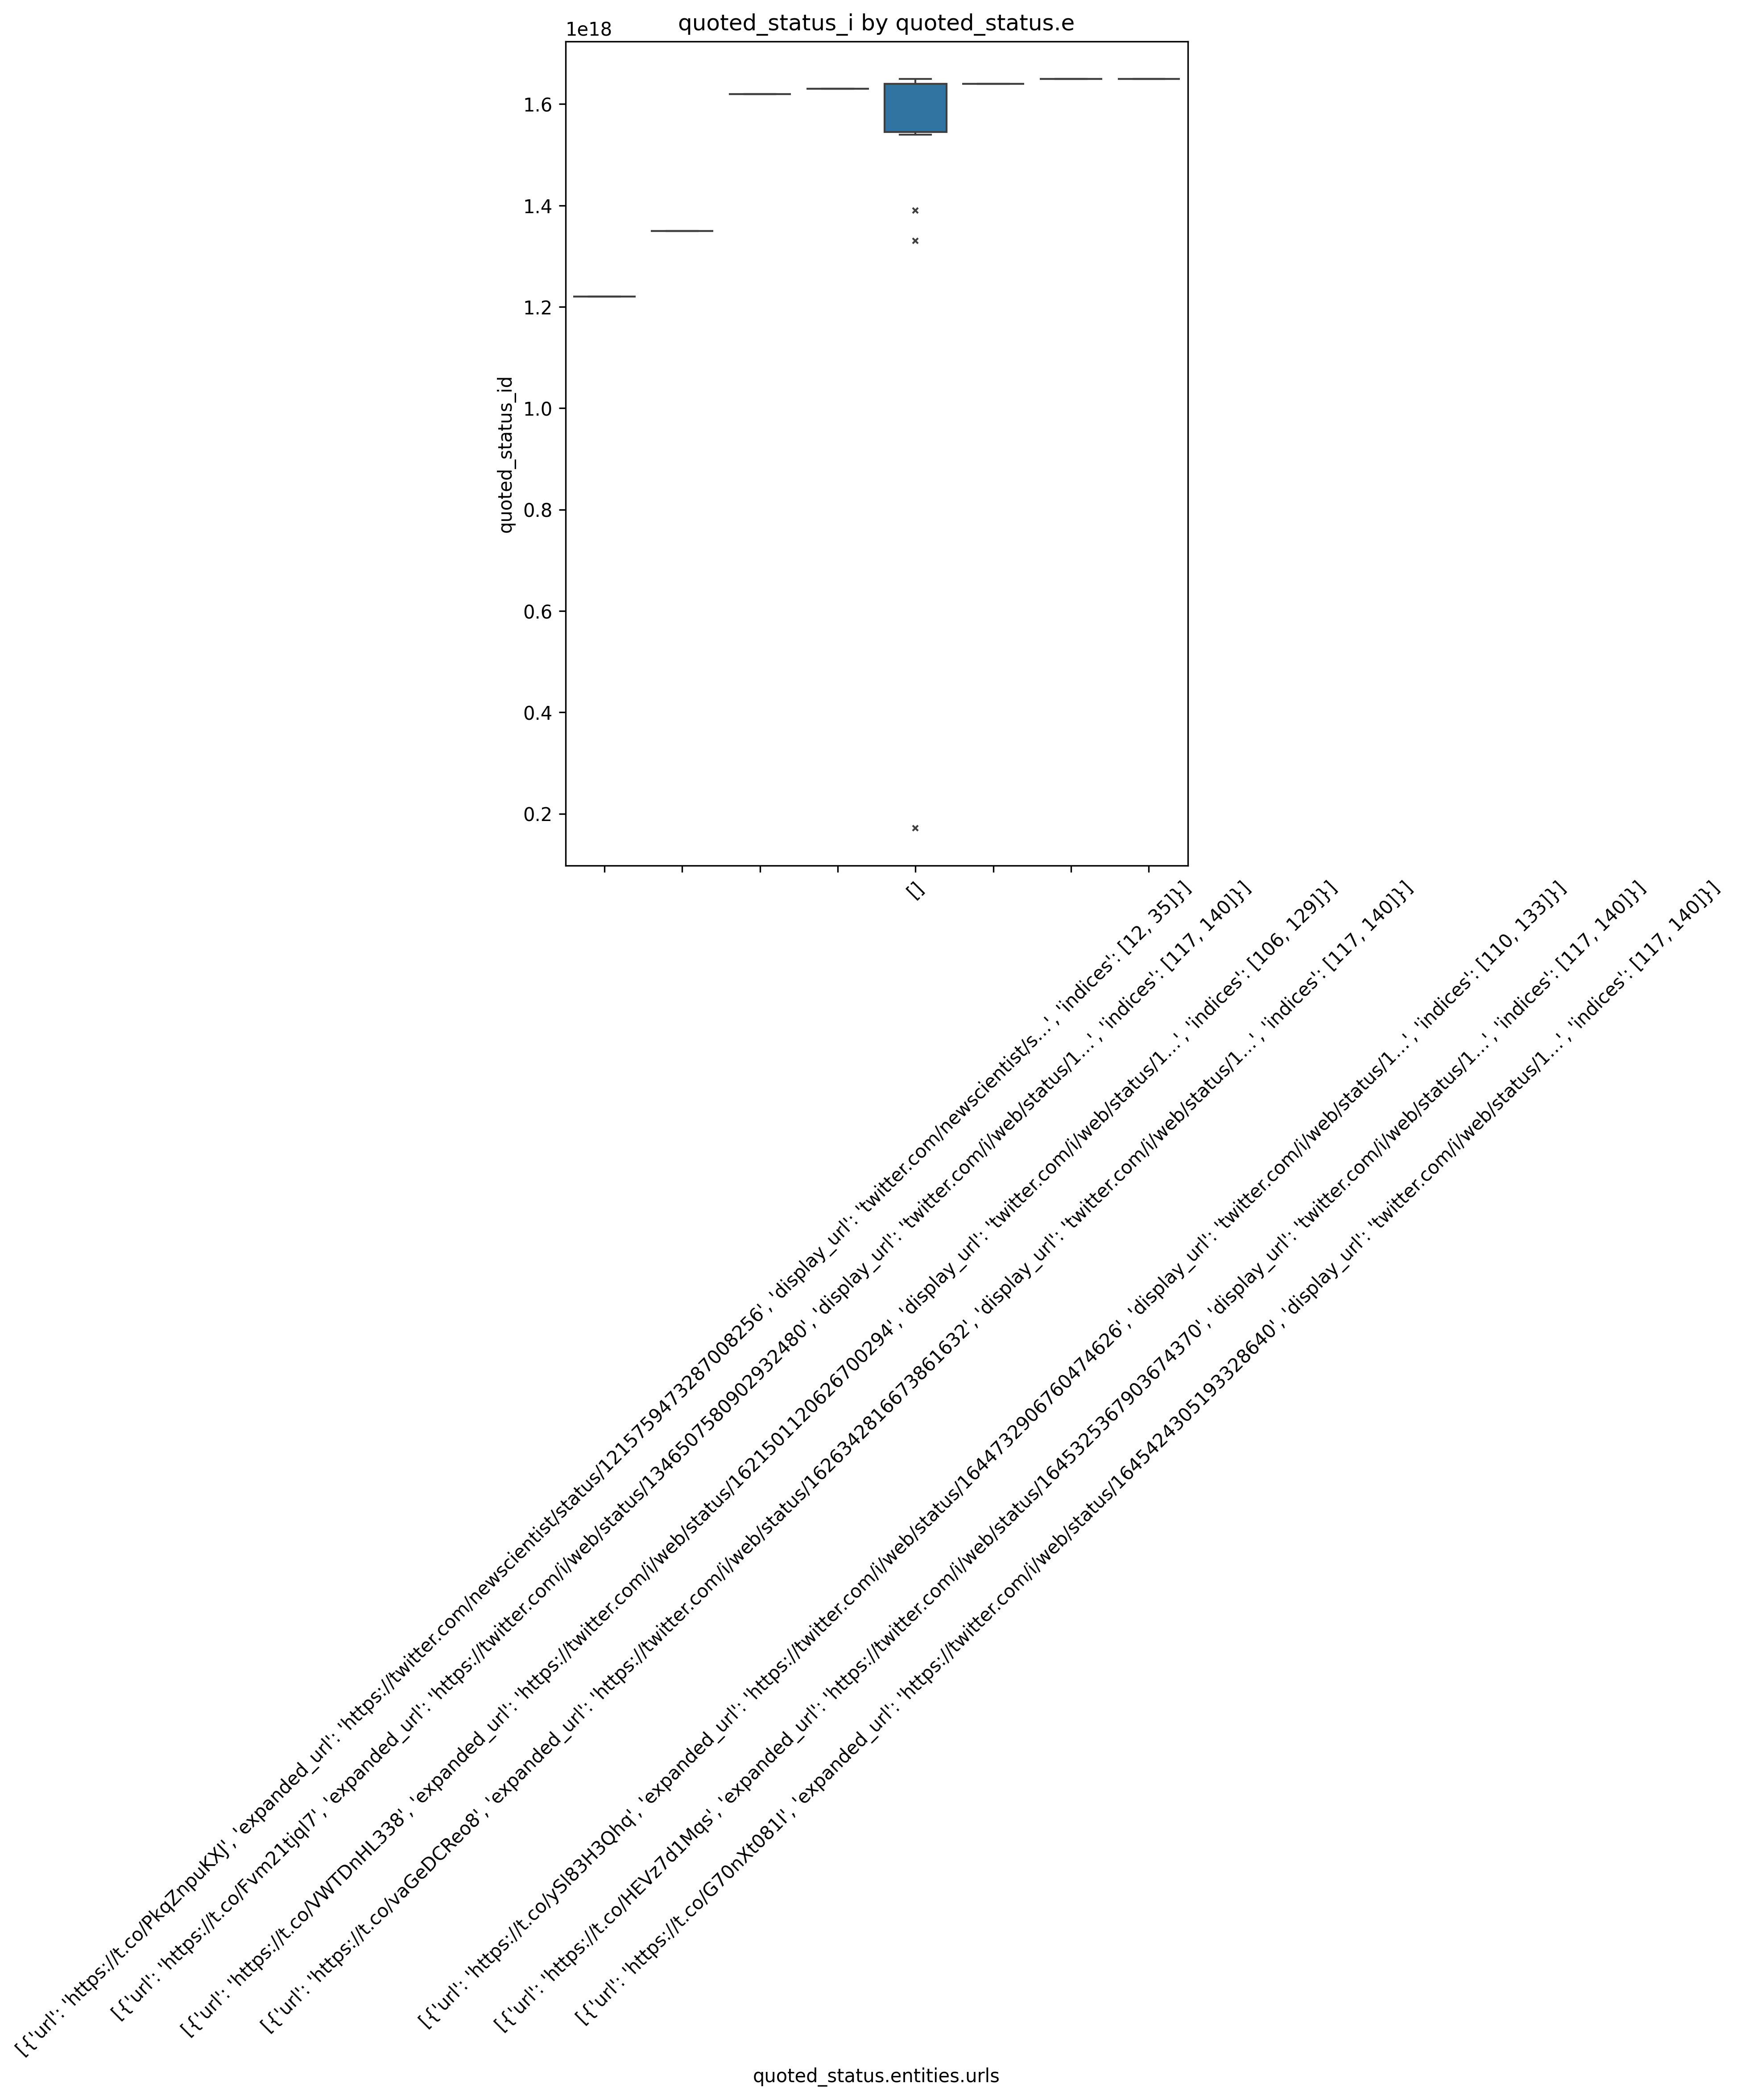 quoted_status_i by quoted_status.e
1e18
1.6
1.4
1.2
1.0
0.8
0.6
0.4
0.2
quoted_status_id
[{'url': 'https://t.co/PkqZnpuKXJ', 'expanded_url': 'https://twitter.com/newscientist/status/1215759473287008256', 'display_url': 'twitter.com/newscientist/s…', 'indices': [12, 35]}]
[{'url': 'https://t.co/Fvm21tjql7', 'expanded_url': 'https://twitter.com/i/web/status/1346507580902932480', 'display_url': 'twitter.com/i/web/status/1…', 'indices': [117, 140]}]
[{'url': 'https://t.co/VWTDnHL338', 'expanded_url': 'https://twitter.com/i/web/status/1621501120626700294', 'display_url': 'twitter.com/i/web/status/1…', 'indices': [106, 129]}]
[{'url': 'https://t.co/vaGeDCReo8', 'expanded_url': 'https://twitter.com/i/web/status/1626342816673861632', 'display_url': 'twitter.com/i/web/status/1…', 'indices': [117, 140]}]
[]
[{'url': 'https://t.co/ySl83H3Qhq', 'expanded_url': 'https://twitter.com/i/web/status/1644732906760474626', 'display_url': 'twitter.com/i/web/status/1…', 'indices': [110, 133]}]
[{'url': 'https://t.co/HEVz7d1Mqs', 'expanded_url': 'https://twitter.com/i/web/status/1645325367903674370', 'display_url': 'twitter.com/i/web/status/1…', 'indices': [117, 140]}]
[{'url': 'https://t.co/G70nXt081l', 'expanded_url': 'https://twitter.com/i/web/status/1645424305193328640', 'display_url': 'twitter.com/i/web/status/1…', 'indices': [117, 140]}]
quoted_status.entities.urls